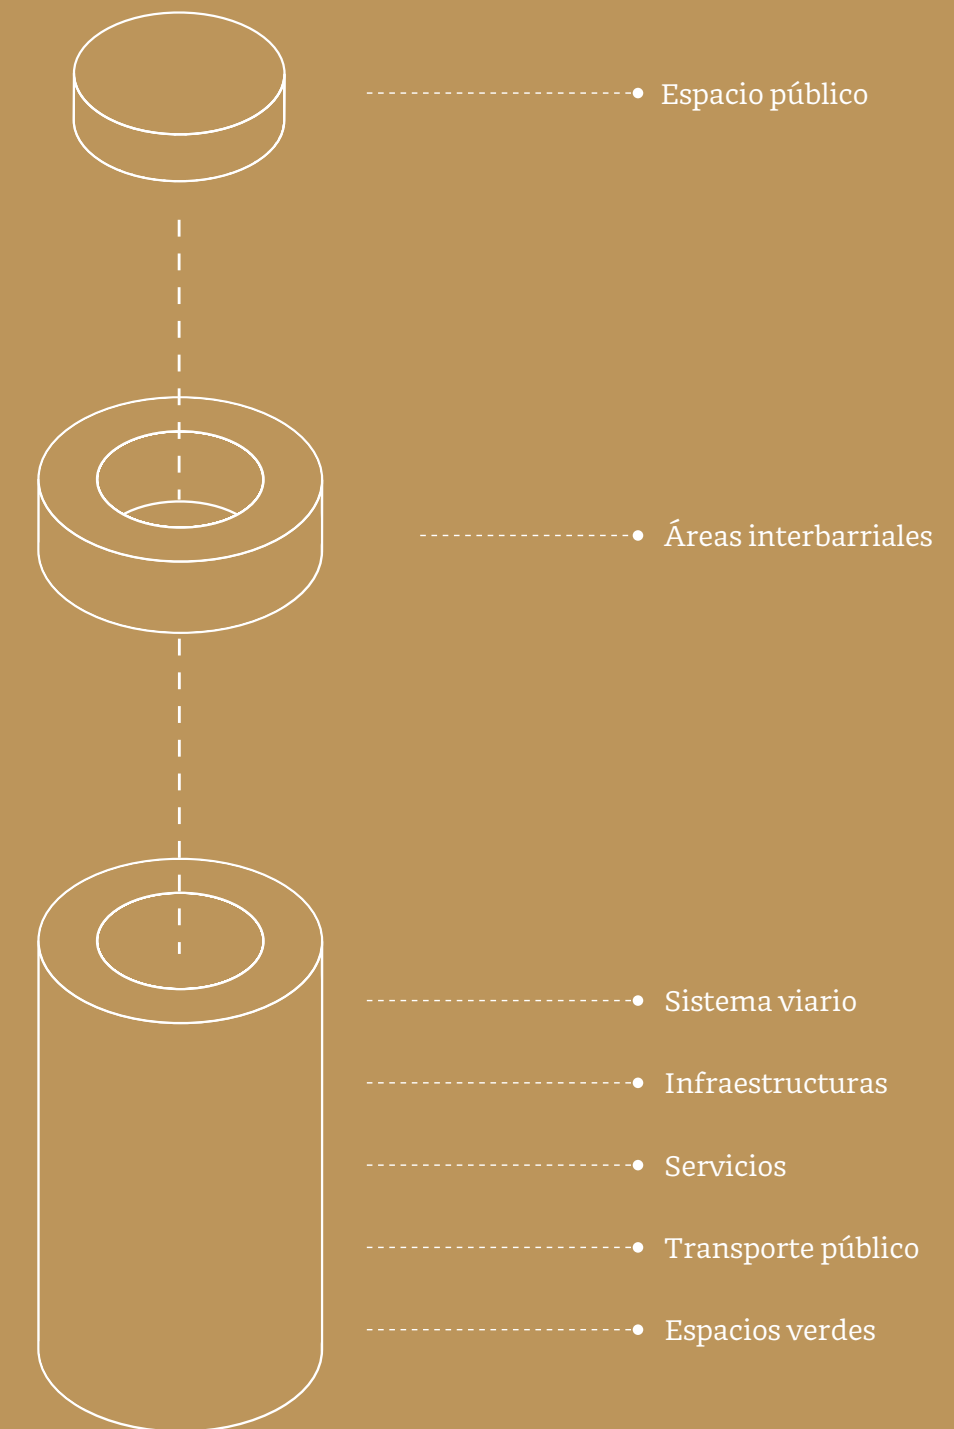 Espacio público
Áreas interbarriales
Sistema viario
Infraestructuras
Servicios
Transporte público
Espacios verdes